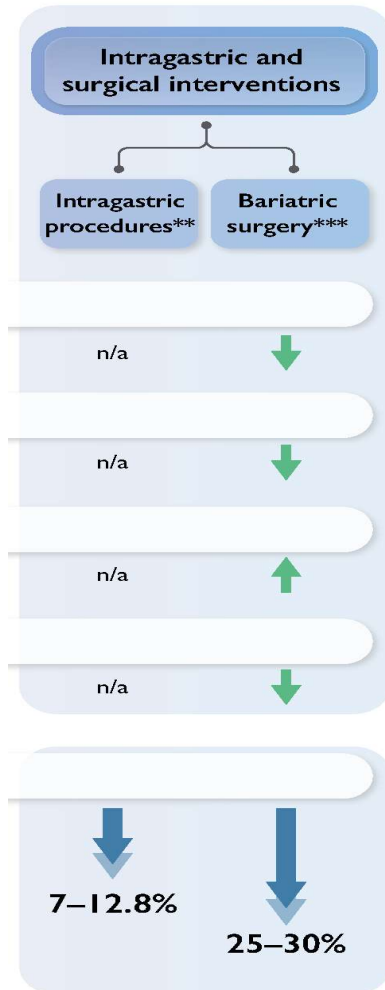 Intragastric and
surgical interventions
Intragastric
procedures**
Bariatric
surgery***
n/a
n/a
n/a
n/a
7–12.8%
25–30%